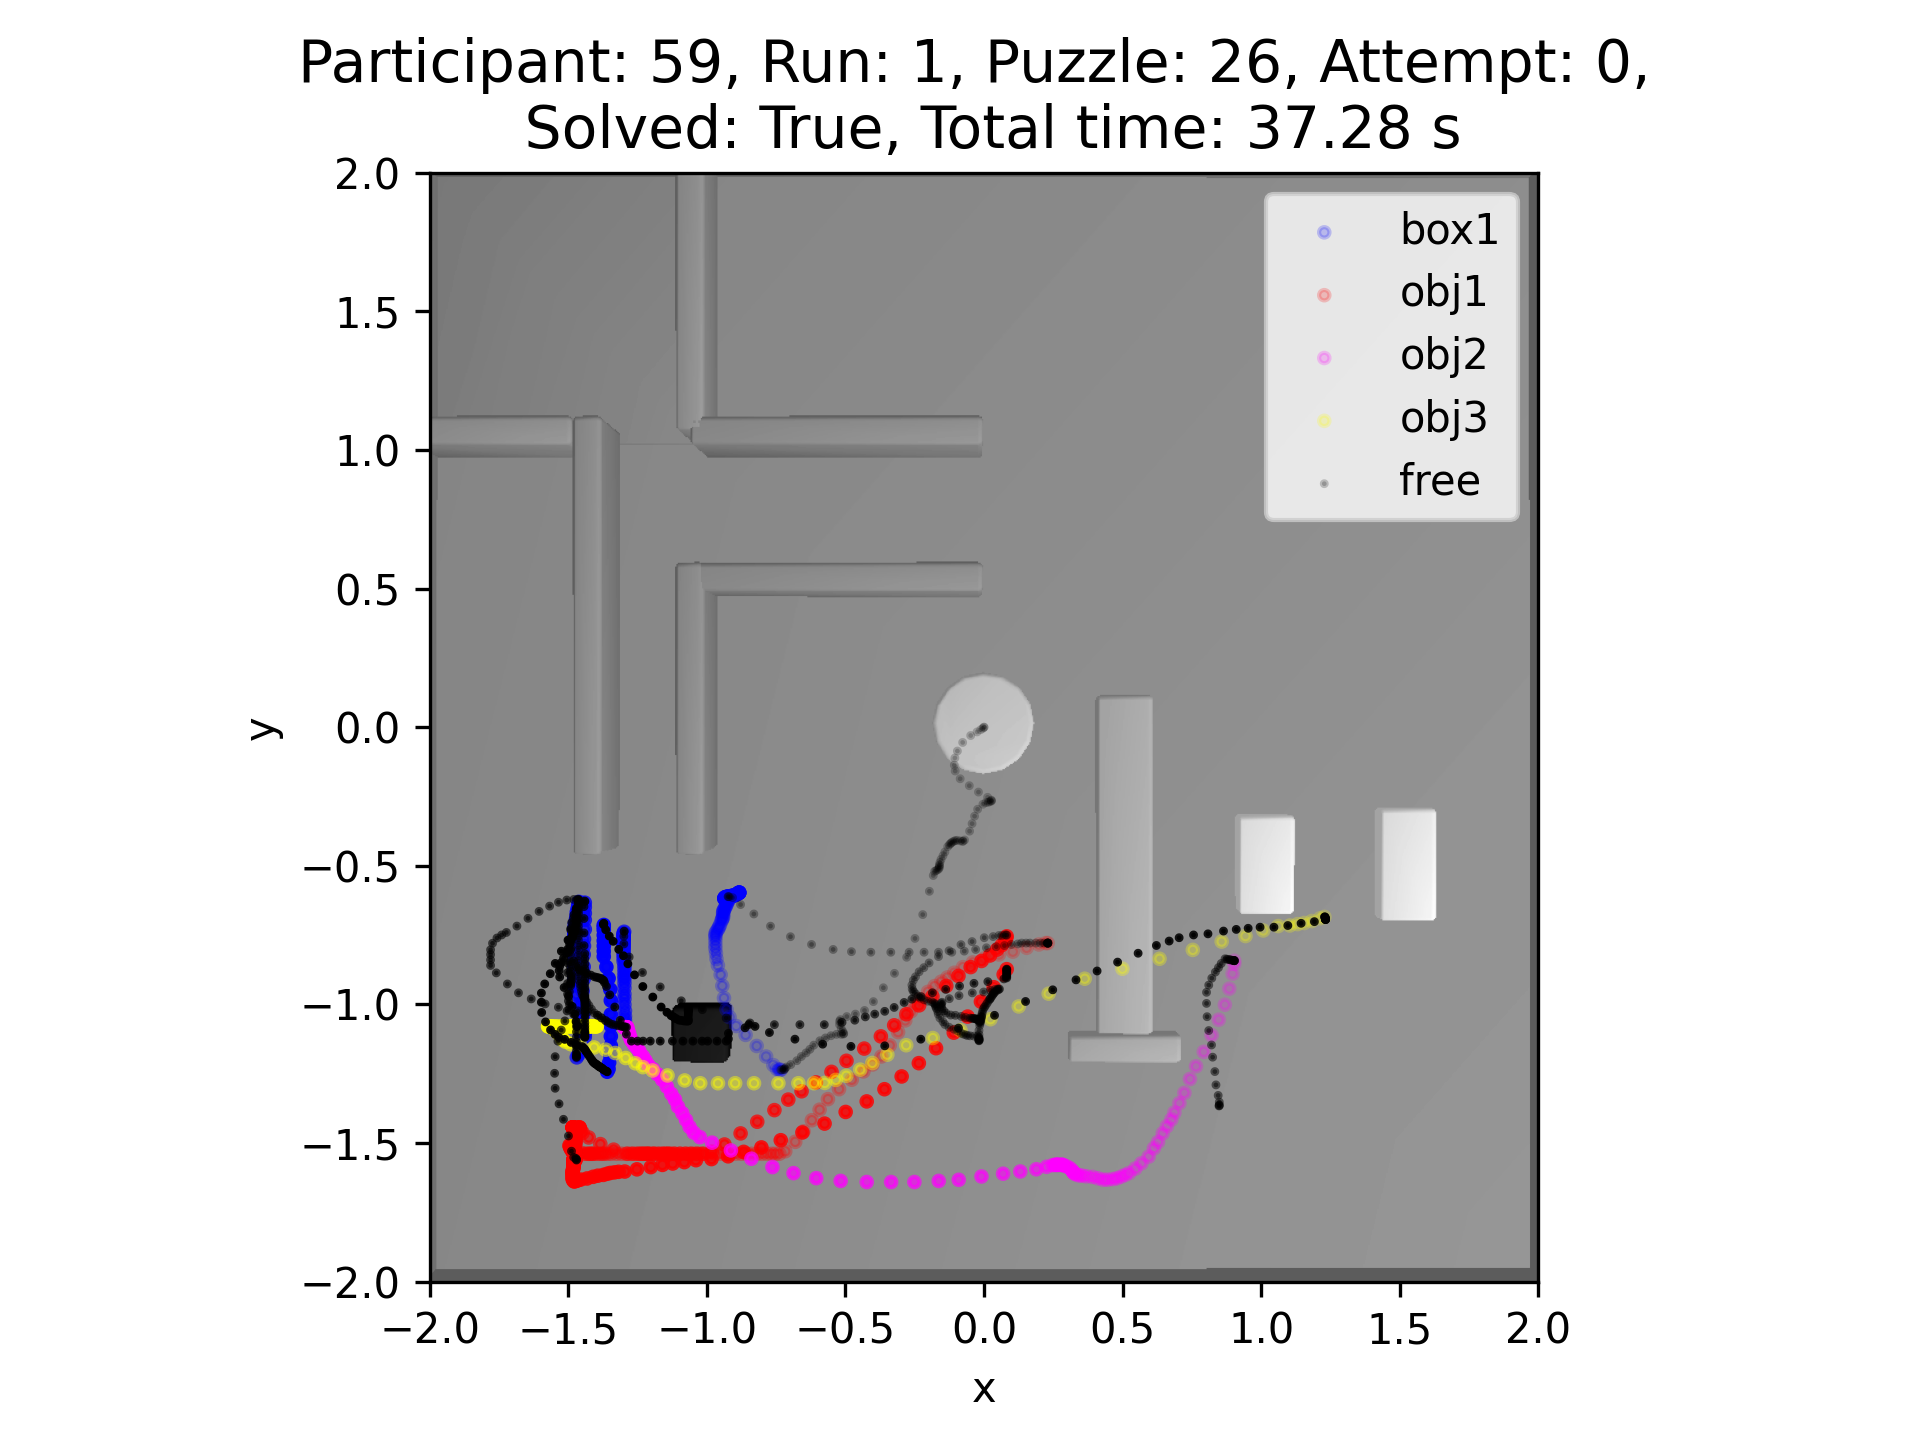 Participant: 59, Run: 1, Puzzle: 26, Attempt: 0,
Solved: True, Total time: 37.28 s
2.0
1.5
1.0
0.5
0.0
−0.5
−1.0
−1.5
−2.0
y
box1
obj1
obj2
obj3
free
−2.0 −1.5 −1.0 −0.5 0.0 0.5 1.0 1.5 2.0
x